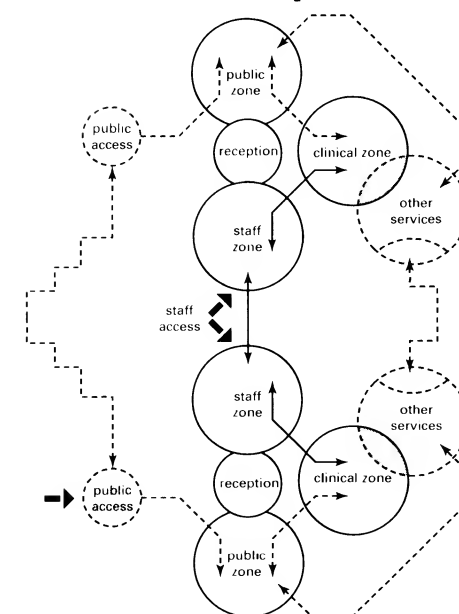 public
zone
public
access
reception
clinical zone
other
services
staff
zone
staff
access
staff
zone
other
services
reception
clinical zone
public
access
public
zone